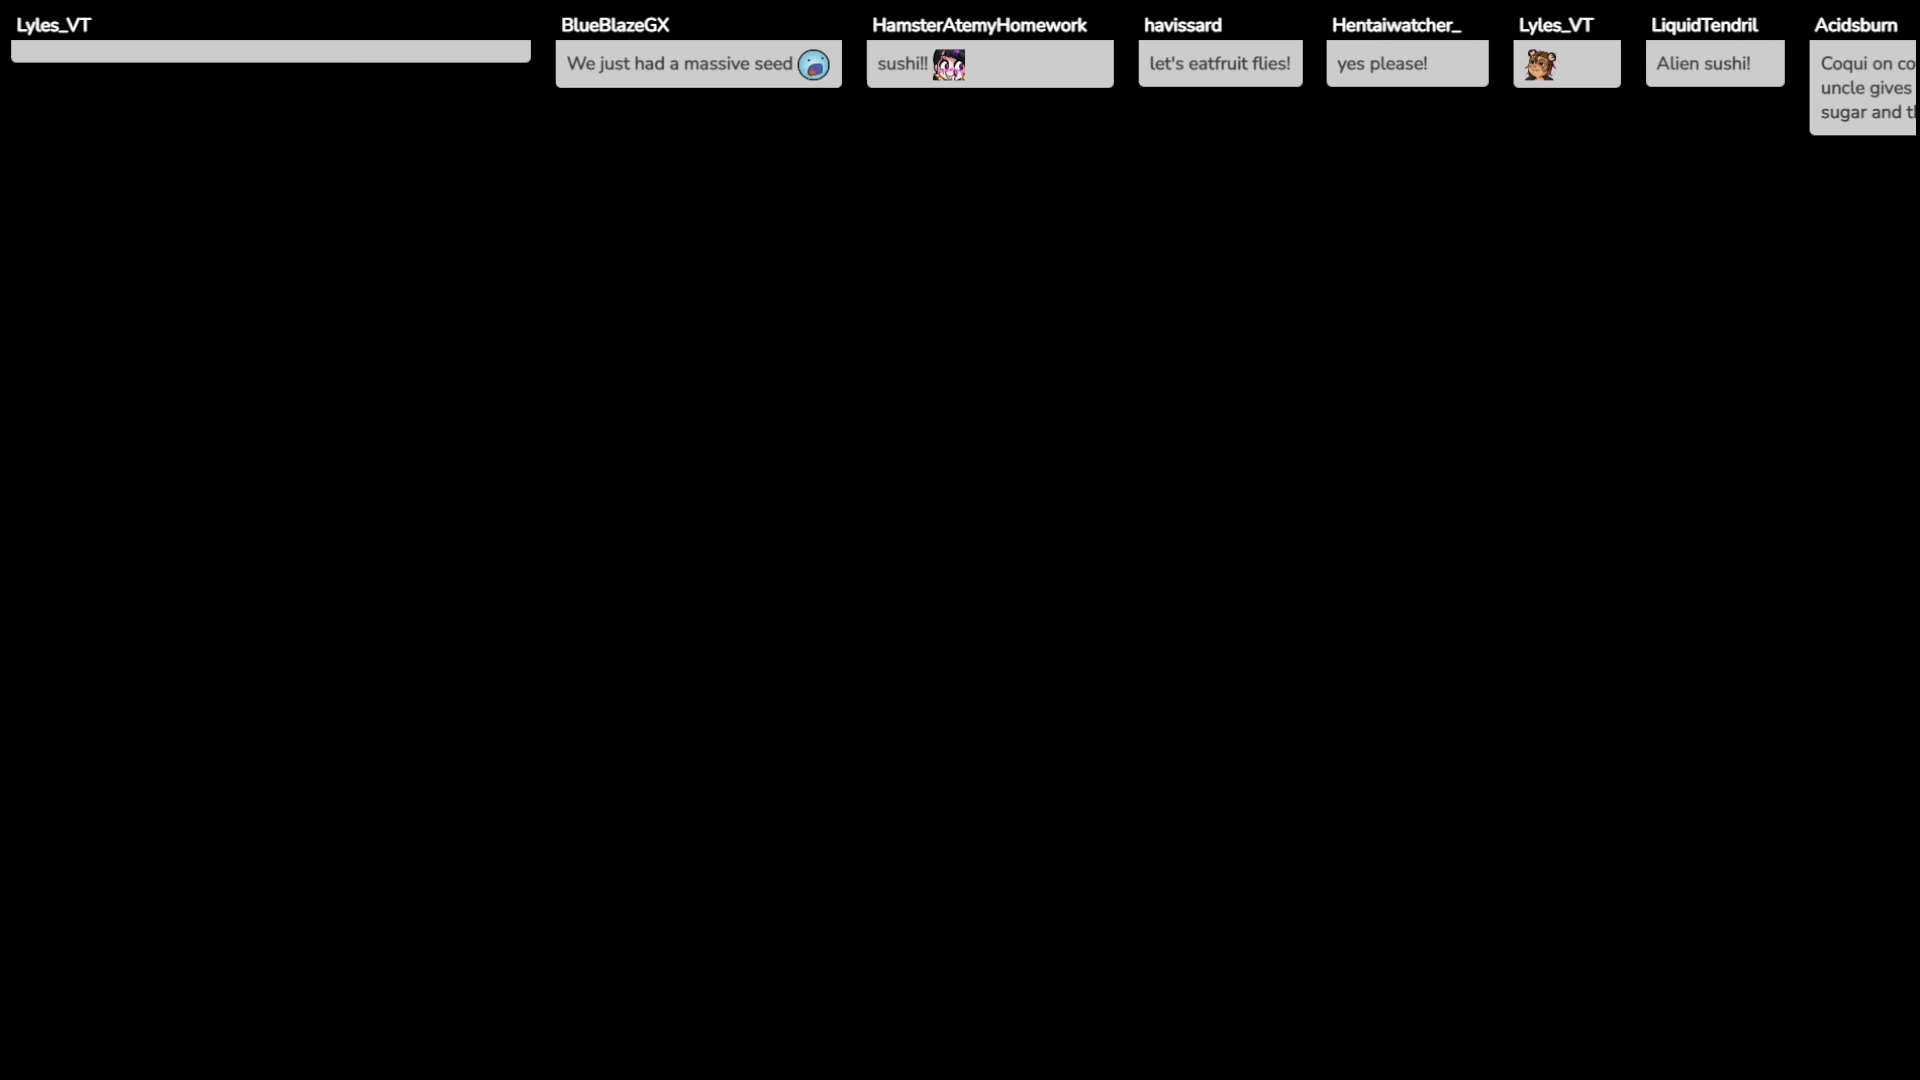 Lyles_VT
BlueBlazeGX
We just had a massive seed
HamsterAtemyHomework
sushi!!
havissard
let's eatfruit flies!
Hentaiwatcher_
yes please!
Lyles_VT
LiquidTendril
Alien sushi!
Acidsburn
Coqui on co
uncle gives
sugar and